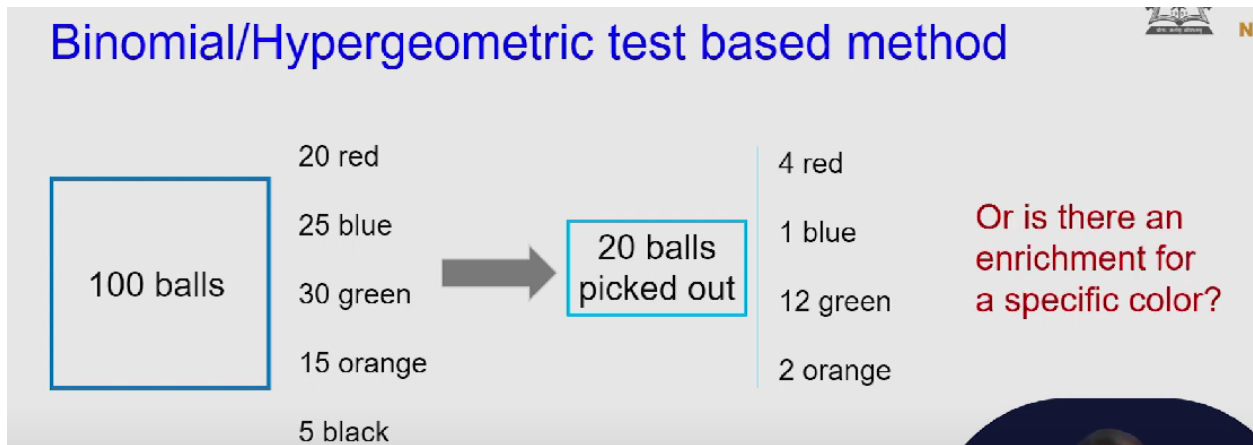 Binomial/Hypergeometric test based method
N
100 balls
20 red
25 blue
30 green
15 orange
5 black
20 balls
picked out
4 red
1 blue
12 green
2 orange
Or is there an
enrichment for
a specific color?